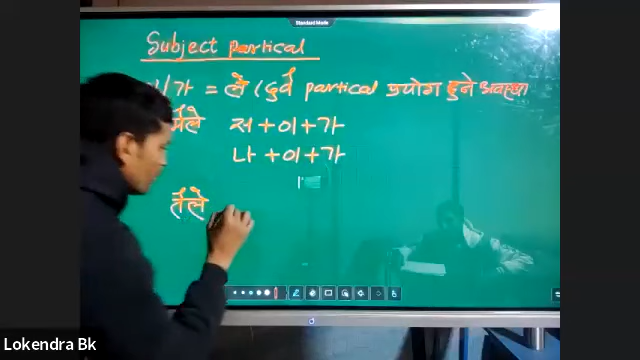 Standard Mode
Subject partical
이/가 = ले (दुवै partical प्रयोग हुने अवस्था
मैले 저+이+가
나+이+가
तैँले
Lokendra Bk